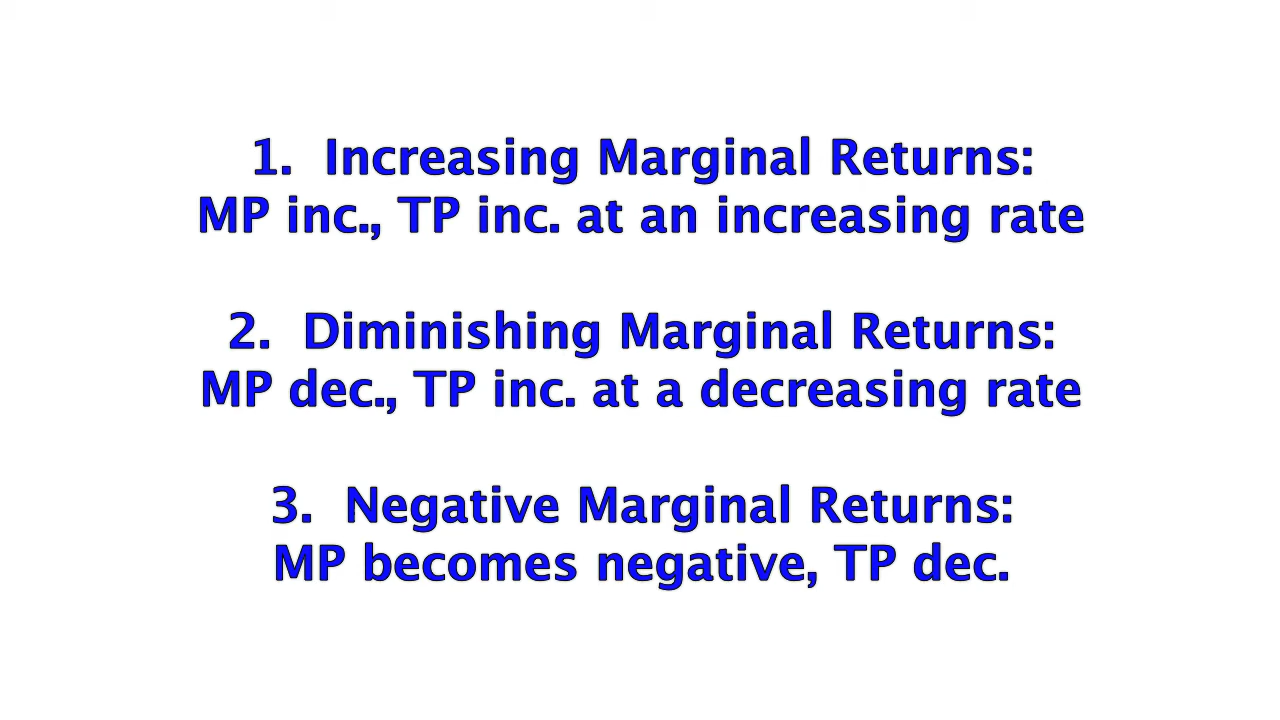 1.  Increasing Marginal Returns:
MP inc., TP inc. at an increasing rate
2.  Diminishing Marginal Returns:
MP dec., TP inc. at a decreasing rate
3.  Negative Marginal Returns:
MP becomes negative, TP dec.